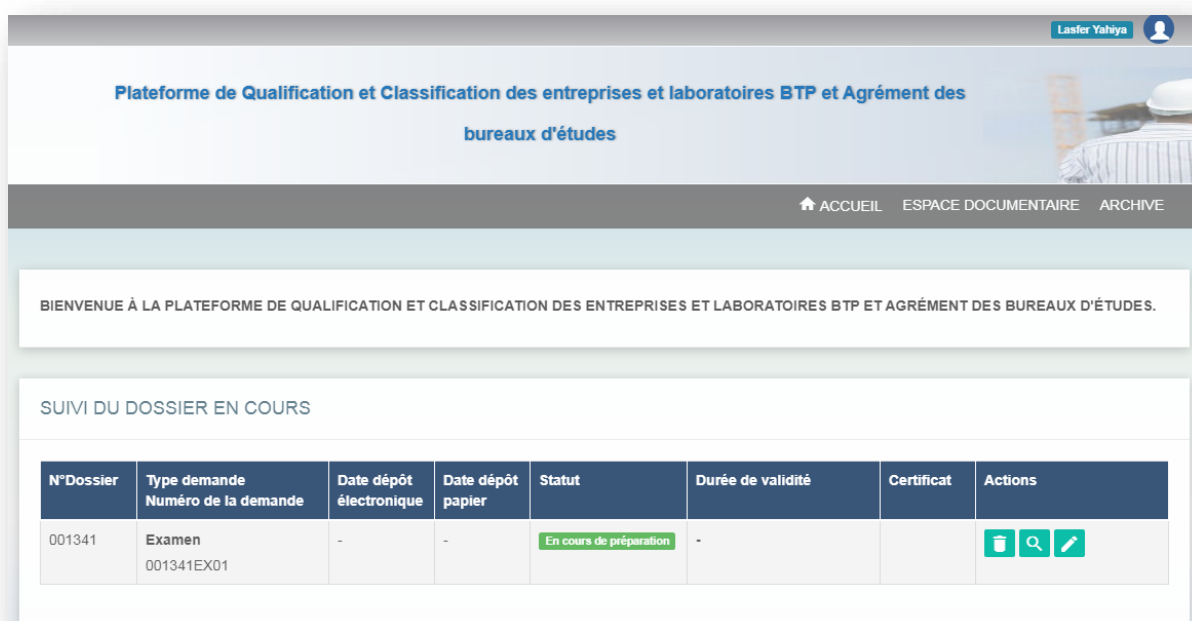 Lasfer Yahiya
Plateforme de Qualification et Classification des entreprises et laboratoires BTP et Agrément des
bureaux d'études
ACCUEIL ESPACE DOCUMENTAIRE ARCHIVE
BIENVENUE À LA PLATEFORME DE QUALIFICATION ET CLASSIFICATION DES ENTREPRISES ET LABORATOIRES BTP ET AGRÉMENT DES BUREAUX D'ÉTUDES.
SUIVI DU DOSSIER EN COURS
N°Dossier Type demande Date dépôt Date dépôt Statut Durée de validité Certificat Actions
Numéro de la demande électronique papier
001341 Examen - - En cours de préparation -
001341EX01